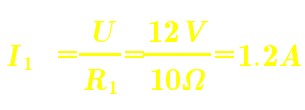 I₁ = U/R₁ = 12V/10Ω = 1.2A